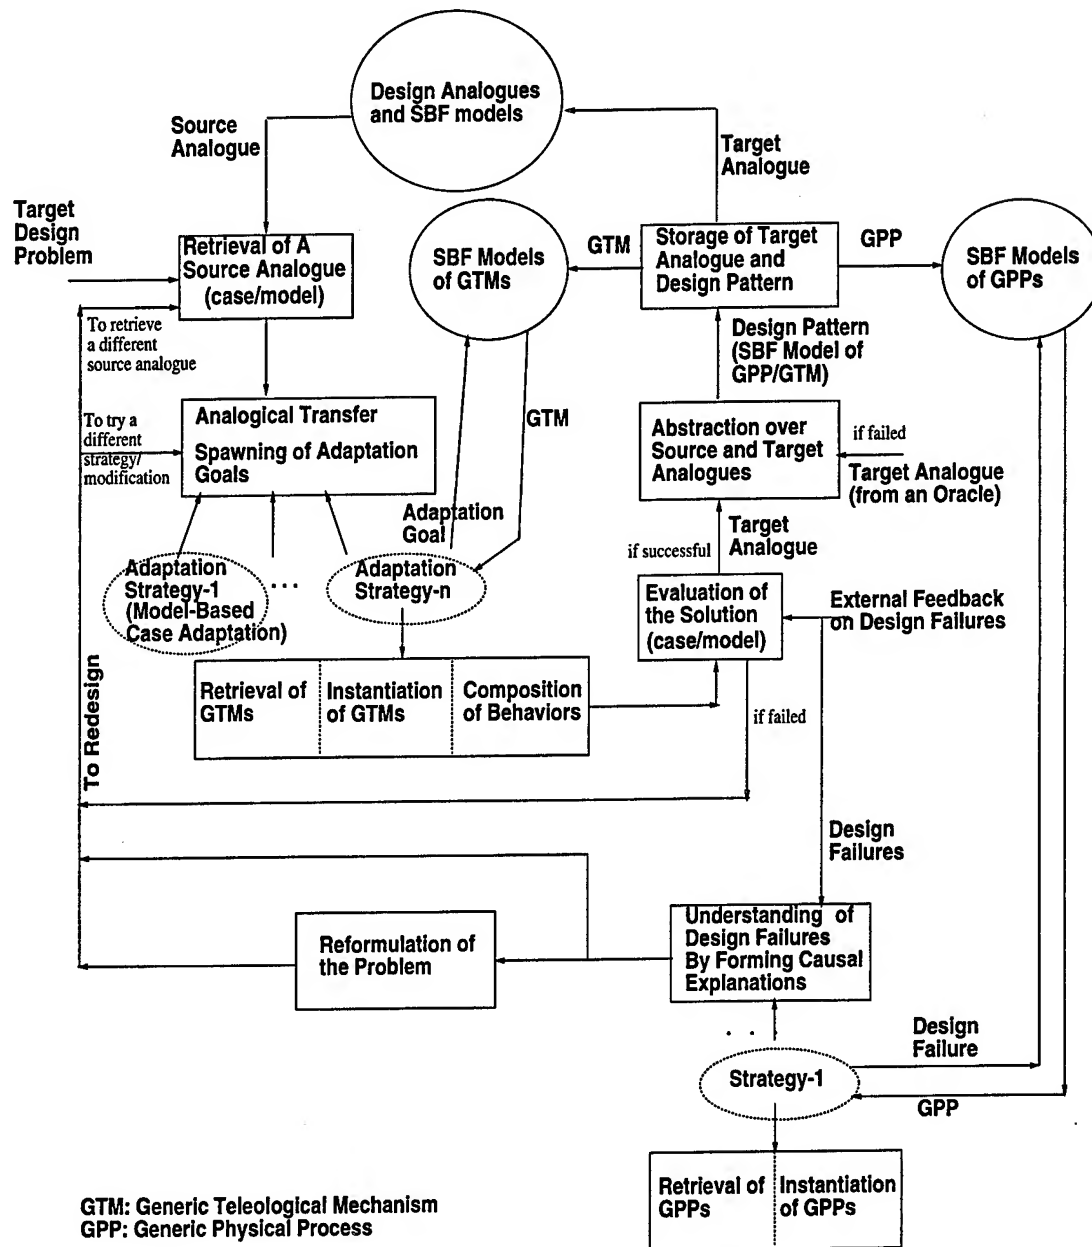 Design Analogues
and SBF models
Source
Analogue
Target
Analogue
Target
Design
Problem
Retrieval of A
Source Analogue
(case/model)
SBF Models
of GTMs
GTM
Storage of Target
Analogue and
Design Pattern
GPP
SBF Models
of GPPs
To retrieve
a different
source analogue
Design Pattern
(SBF Model of
GPP/GTM)
To try a
different
strategy/
modification
Analogical Transfer
Spawning of Adaptation
Goals
GTM
Abstraction over
Source and Target
Analogues
if failed
Target Analogue
(from an Oracle)
Adaptation
Goal
if successful
Target
Analogue
Adaptation
Strategy-1
(Model-Based
Case Adaptation)
...
Adaptation
Strategy-n
Evaluation of
the Solution
(case/model)
External Feedback
on Design Failures
Retrieval of
GTMs
Instantiation
of GTMs
Composition
of Behaviors
if failed
To Redesign
Design
Failures
Reformulation of
the Problem
Understanding of
Design Failures
By Forming Causal
Explanations
. . .
Design
Failure
Strategy-1
GPP
Retrieval of
GPPs
Instantiation
of GPPs
GTM: Generic Teleological Mechanism
GPP: Generic Physical Process